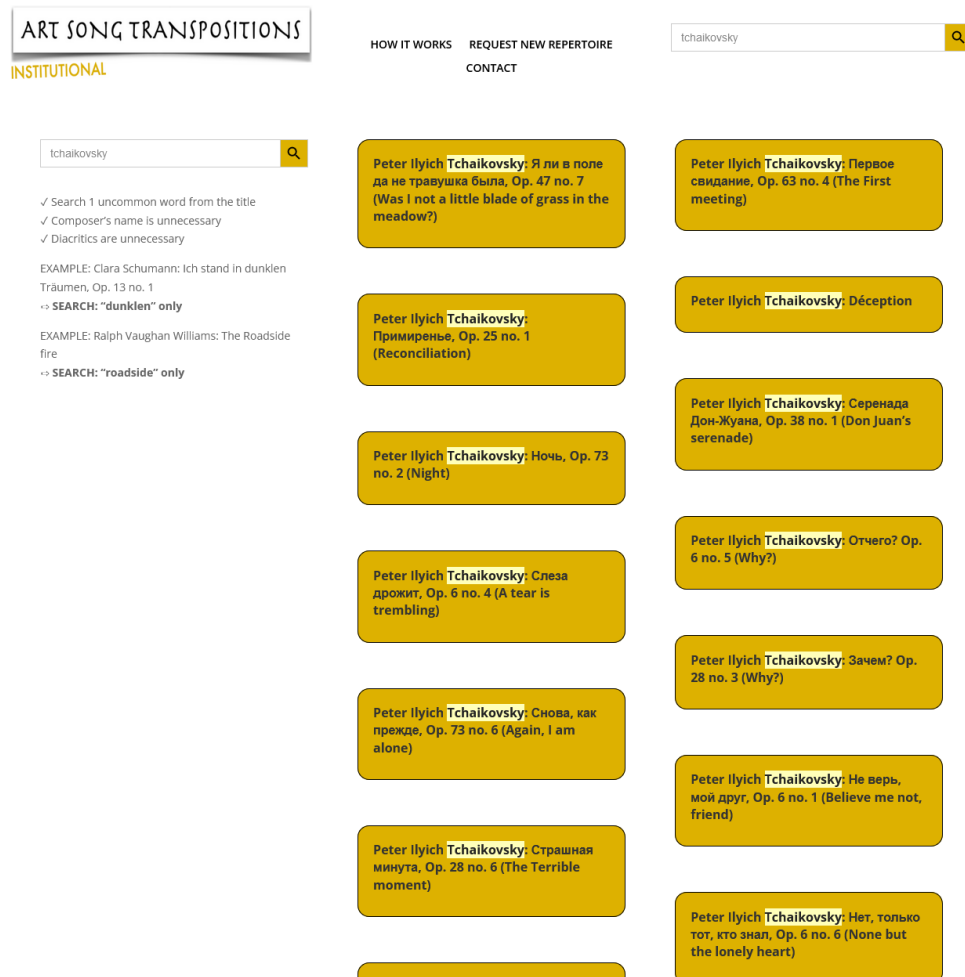 ART SONG TRANSPOSITIONS
INSTITUTIONAL
HOW IT WORKS
REQUEST NEW REPERTOIRE
CONTACT
tchaikovsky
tchaikovsky
✓ Search 1 uncommon word from the title
✓ Composer’s name is unnecessary
✓ Diacritics are unnecessary
EXAMPLE: Clara Schumann: Ich stand in dunklen
Träumen, Op. 13 no. 1
⇨ SEARCH: “dunklen” only
EXAMPLE: Ralph Vaughan Williams: The Roadside
fire
⇨ SEARCH: “roadside” only
Peter Ilyich Tchaikovsky: Я ли в поле
да не травушка была, Op. 47 no. 7
(Was I not a little blade of grass in the
meadow?)
Peter Ilyich Tchaikovsky:
Примиренье, Op. 25 no. 1
(Reconciliation)
Peter Ilyich Tchaikovsky: Ночь, Op. 73
no. 2 (Night)
Peter Ilyich Tchaikovsky: Слеза
дрожит, Op. 6 no. 4 (A tear is
trembling)
Peter Ilyich Tchaikovsky: Снова, как
прежде, Op. 73 no. 6 (Again, I am
alone)
Peter Ilyich Tchaikovsky: Страшная
минута, Op. 28 no. 6 (The Terrible
moment)
Peter Ilyich Tchaikovsky: Первое
свидание, Op. 63 no. 4 (The First
meeting)
Peter Ilyich Tchaikovsky: Déception
Peter Ilyich Tchaikovsky: Серенада
Дон-Жуана, Op. 38 no. 1 (Don Juan’s
serenade)
Peter Ilyich Tchaikovsky: Отчего? Op.
6 no. 5 (Why?)
Peter Ilyich Tchaikovsky: Зачем? Op.
28 no. 3 (Why?)
Peter Ilyich Tchaikovsky: Не верь,
мой друг, Op. 6 no. 1 (Believe me not,
friend)
Peter Ilyich Tchaikovsky: Нет, только
тот, кто знал, Op. 6 no. 6 (None but
the lonely heart)